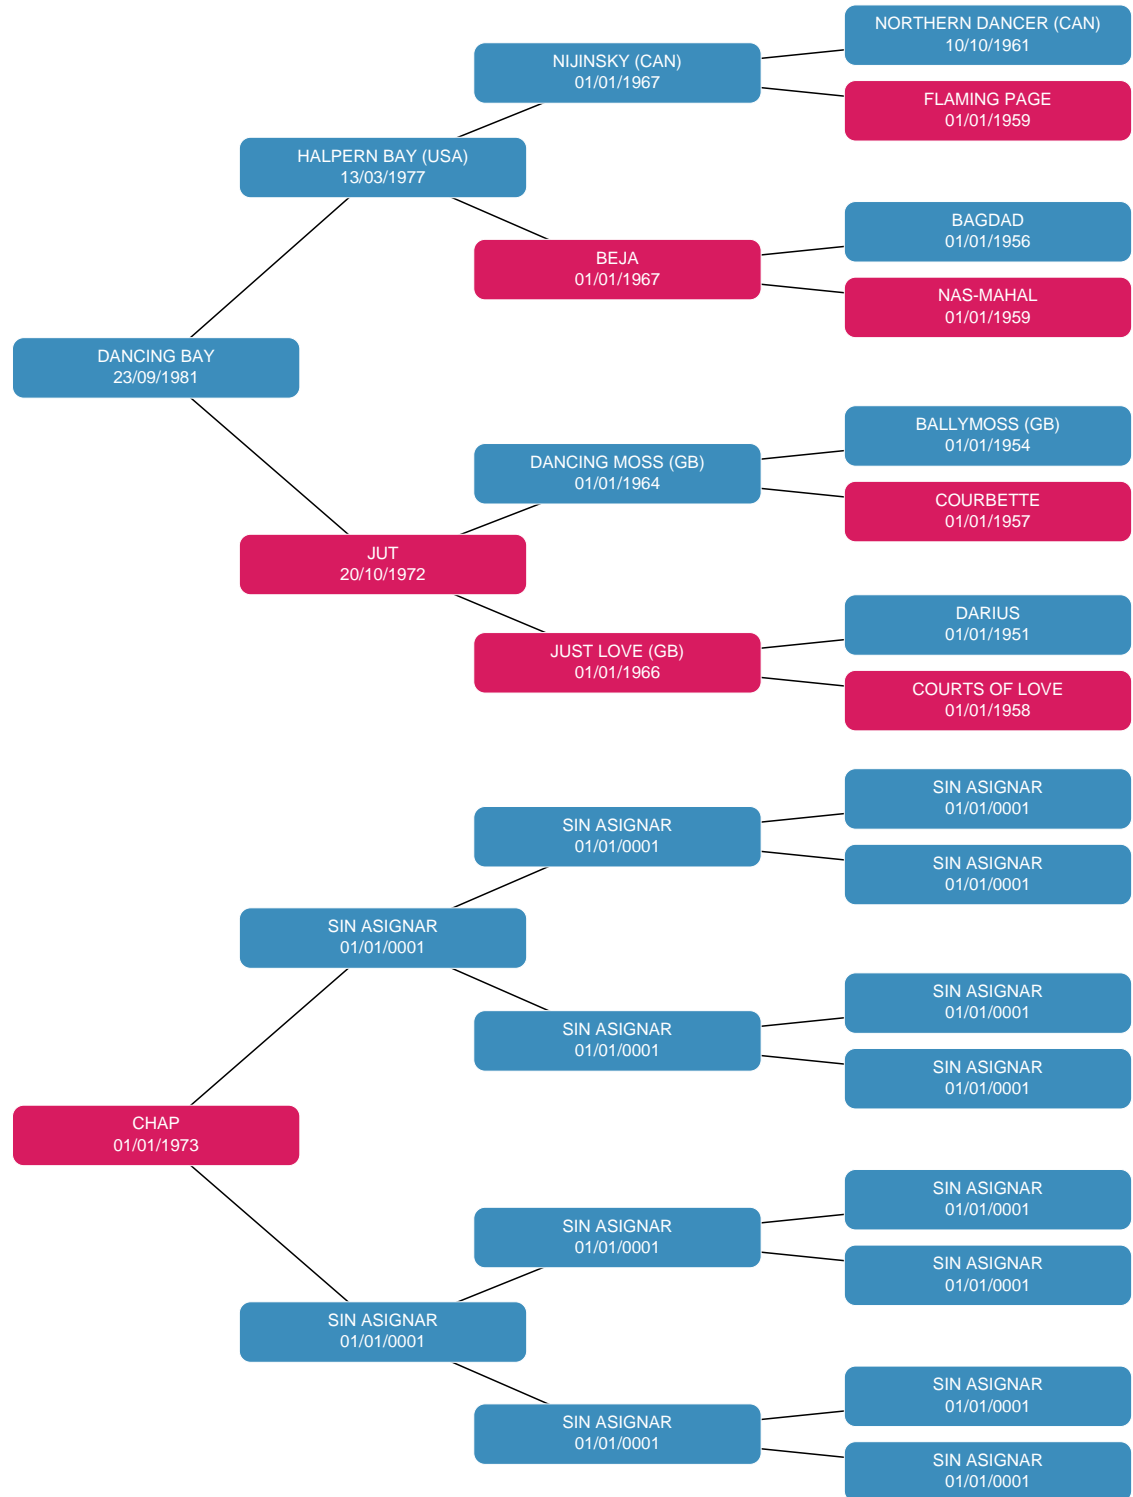 NORTHERN DANCER (CAN)
10/10/1961
NIJINSKY (CAN)
01/01/1967
FLAMING PAGE
01/01/1959
HALPERN BAY (USA)
13/03/1977
BAGDAD
01/01/1956
BEJA
01/01/1967
NAS-MAHAL
01/01/1959
DANCING BAY
23/09/1981
BALLYMOSS (GB)
01/01/1954
DANCING MOSS (GB)
01/01/1964
COURBETTE
01/01/1957
JUT
20/10/1972
DARIUS
01/01/1951
JUST LOVE (GB)
01/01/1966
COURTS OF LOVE
01/01/1958
SIN ASIGNAR
01/01/0001
SIN ASIGNAR
01/01/0001
SIN ASIGNAR
01/01/0001
SIN ASIGNAR
01/01/0001
SIN ASIGNAR
01/01/0001
SIN ASIGNAR
01/01/0001
SIN ASIGNAR
01/01/0001
CHAP
01/01/1973
SIN ASIGNAR
01/01/0001
SIN ASIGNAR
01/01/0001
SIN ASIGNAR
01/01/0001
SIN ASIGNAR
01/01/0001
SIN ASIGNAR
01/01/0001
SIN ASIGNAR
01/01/0001
SIN ASIGNAR
01/01/0001